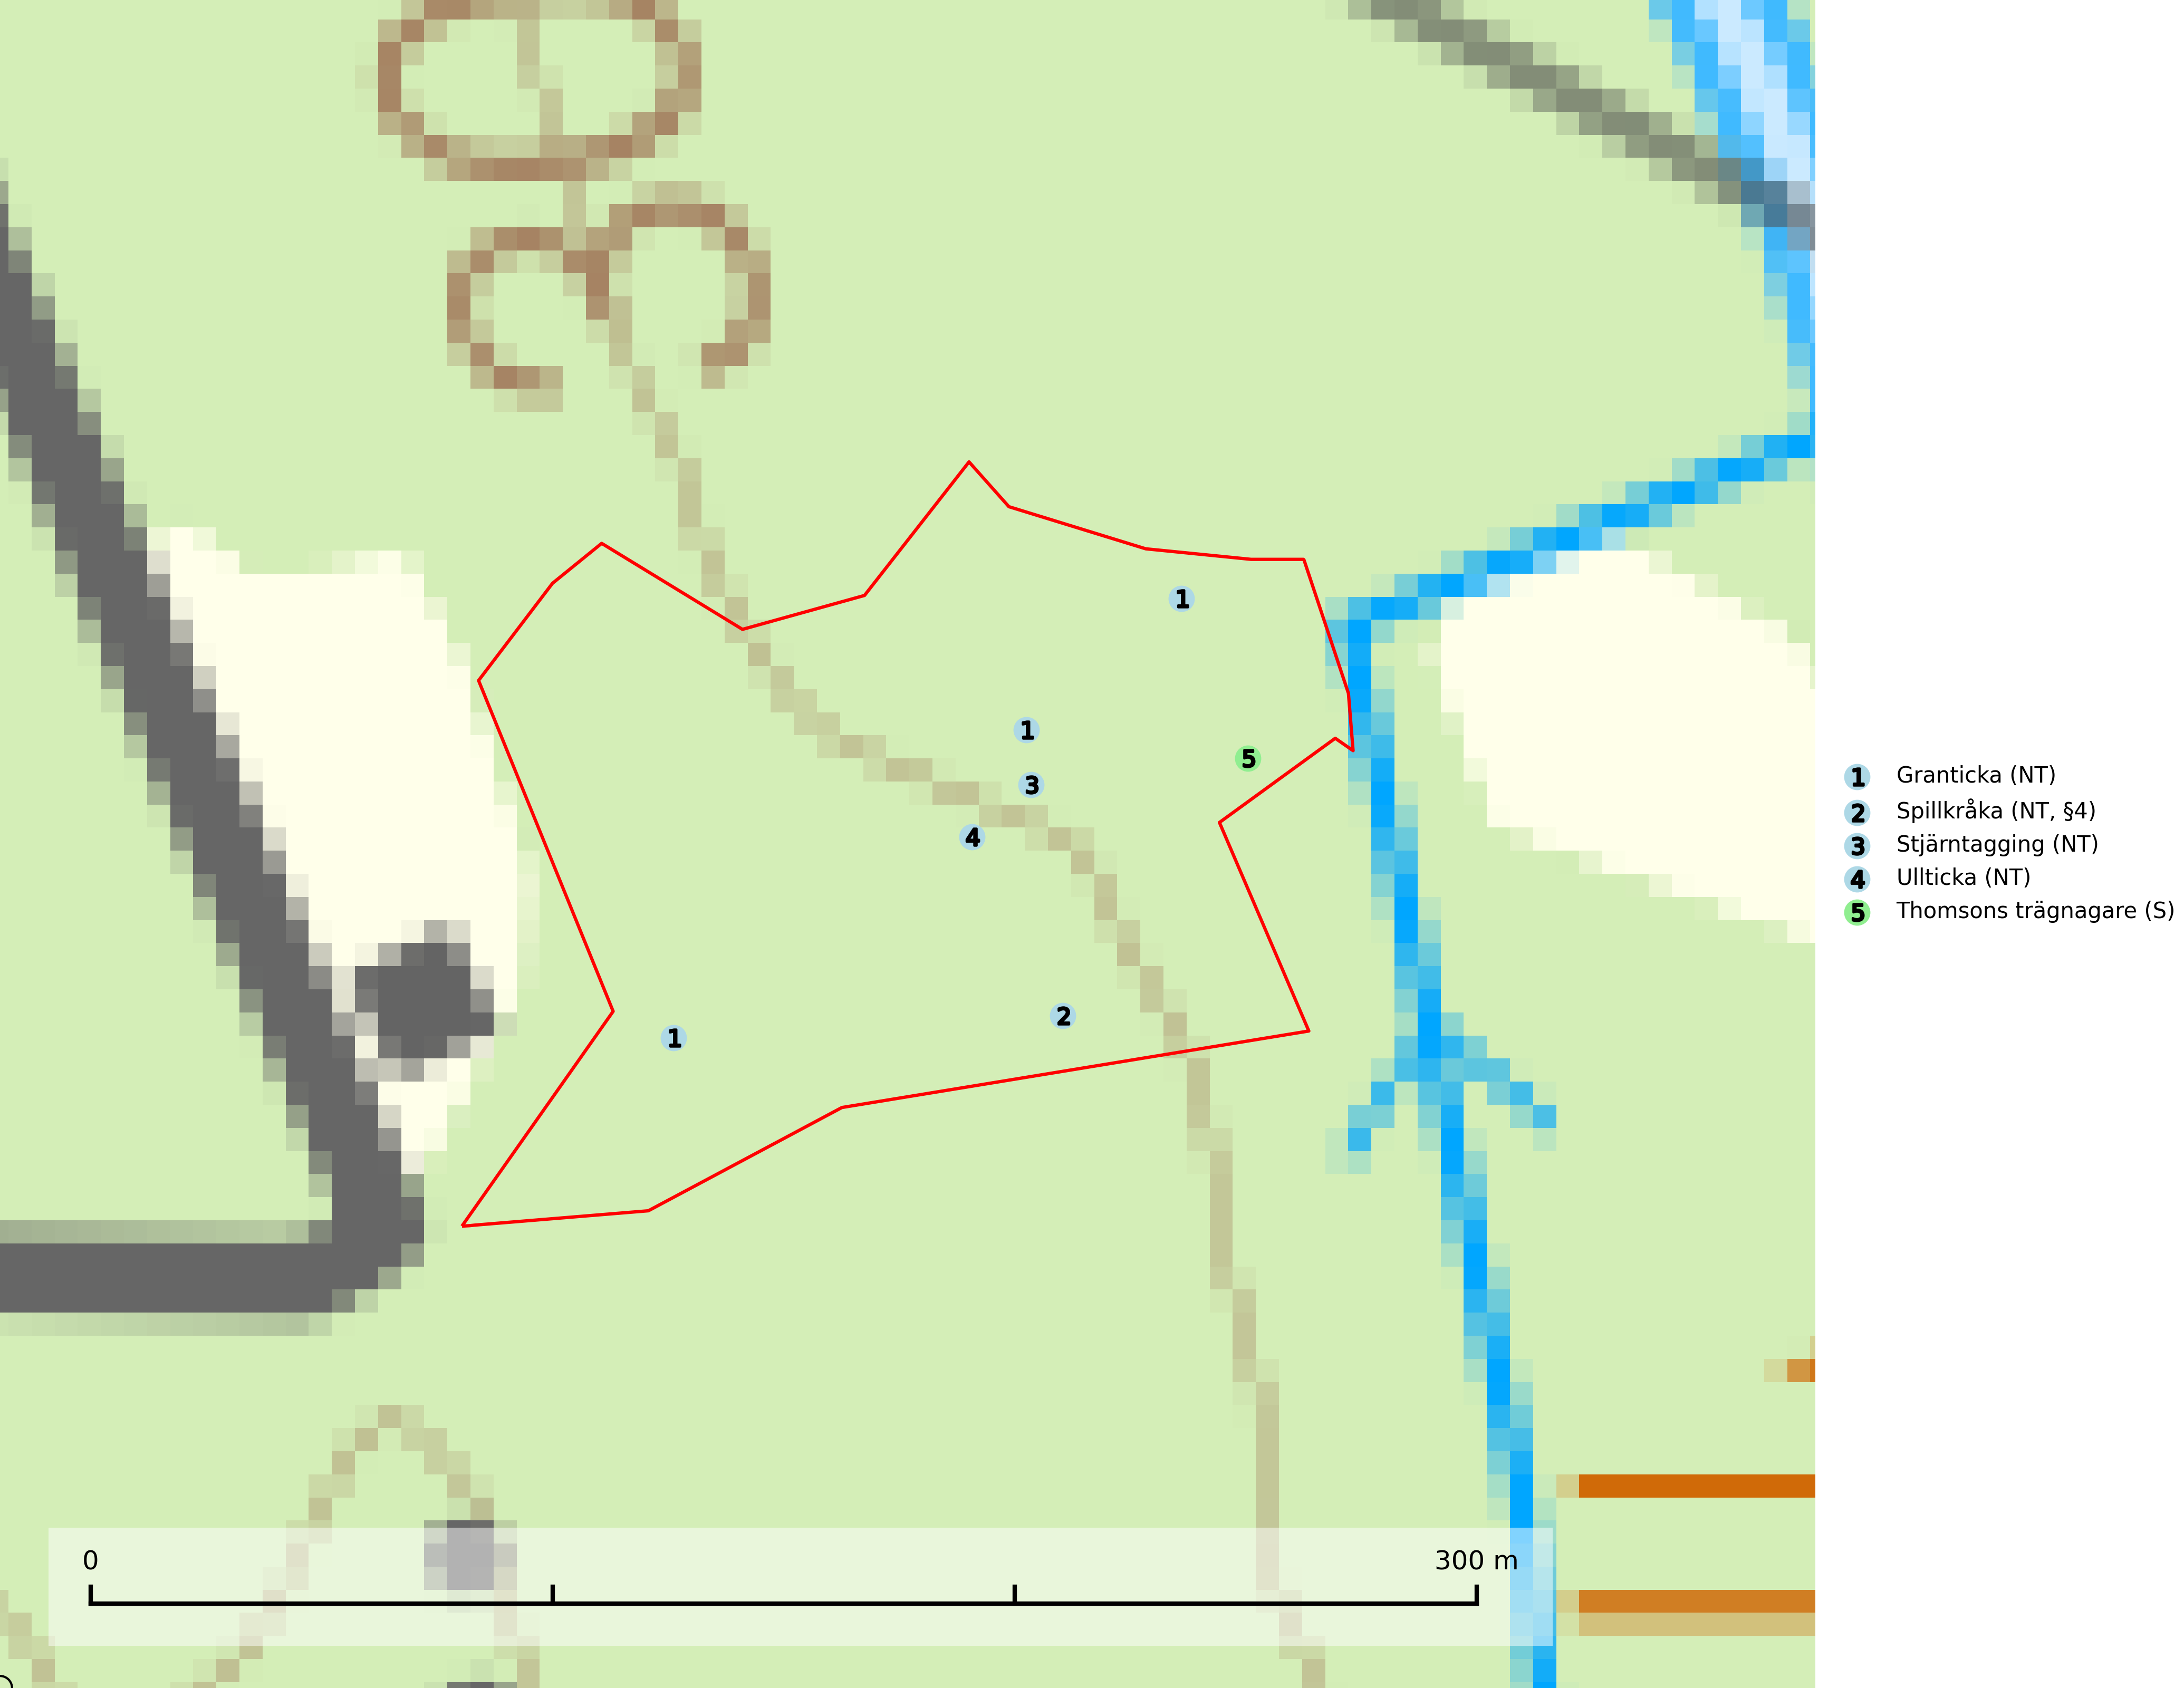 1
1
3
5
4
2
1
1 Granticka (NT)
2 Spillkråka (NT, §4)
3 Stjärntagging (NT)
4 Ullticka (NT)
5 Thomsons trägnagare (S)
0 300 m